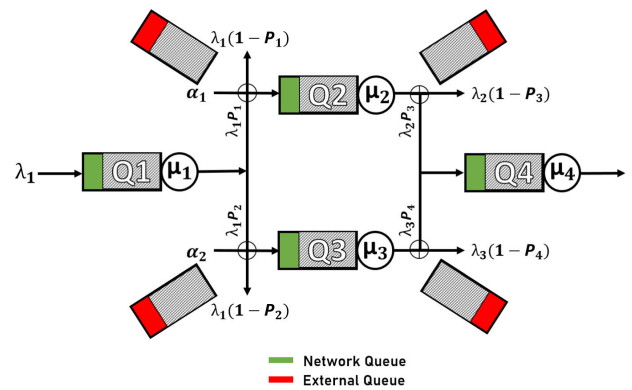 λ₁(1 - P₁)
α₁
λ₁P₁
Q2
μ₂
λ₂P₃
λ₂(1 - P₃)
λ₁
Q1
μ₁
Q4
μ₄
λ₁P₂
λ₃P₄
α₂
Q3
μ₃
λ₃(1 - P₄)
λ₁(1 - P₂)
Network Queue
External Queue